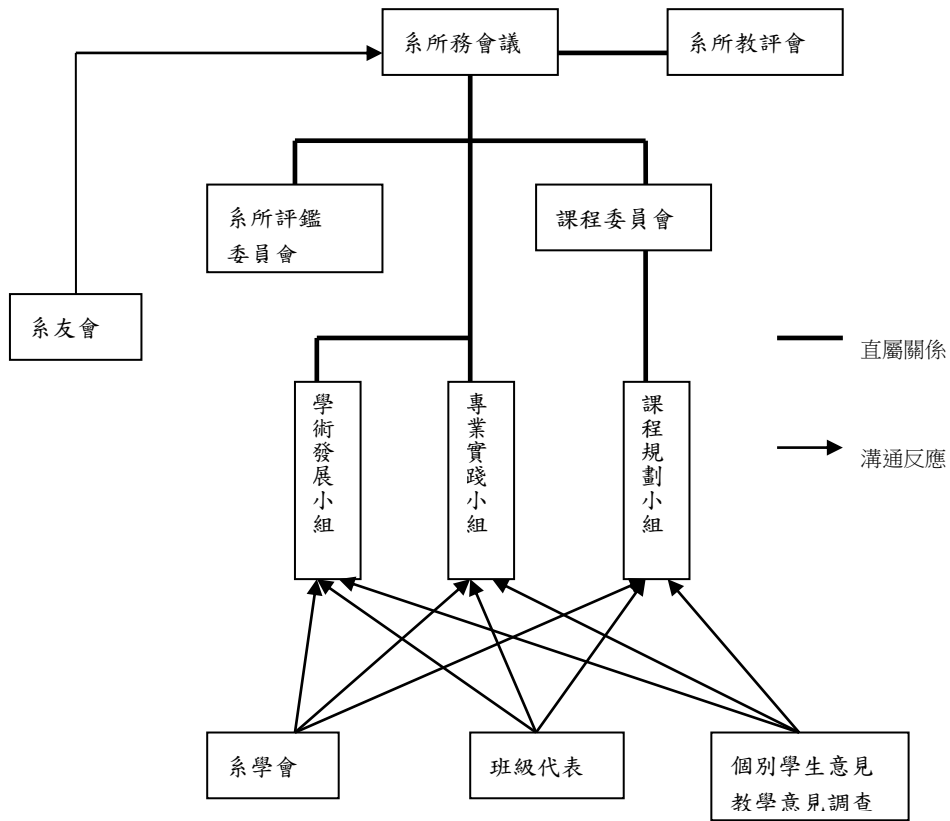 系所務會議
系所教評會
系所評鑑
委員會
課程委員會
系友會
直屬關係
學術發展小組
專業實踐小組
課程規劃小組
溝通反應
系學會
班級代表
個別學生意見
教學意見調查